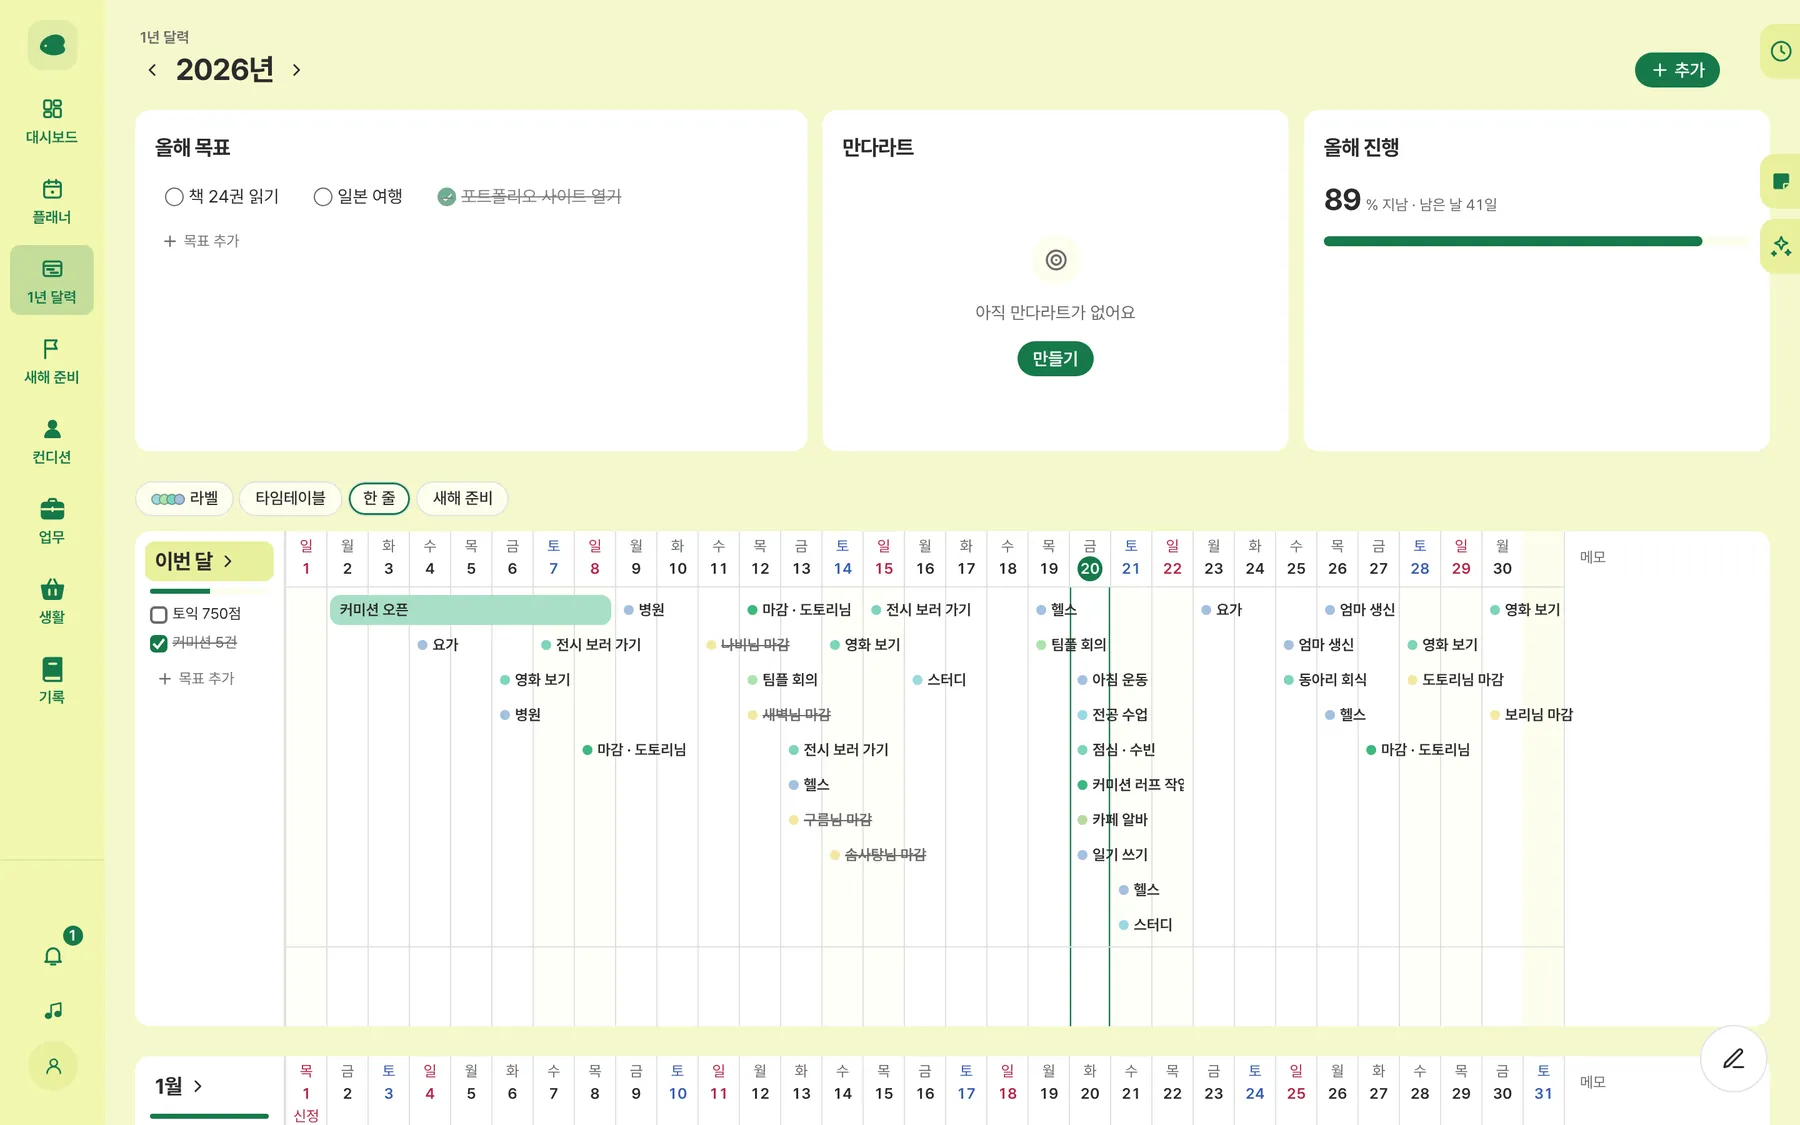 1년 달력
2026년
추가
대시보드
플래너
1년 달력
새해 준비
컨디션
업무
생활
기록
1
올해 목표
책 24권 읽기 일본 여행 포트폴리오 사이트 열기
목표 추가
만다라트
아직 만다라트가 없어요
만들기
올해 진행
89 % 지남 · 남은 날 41일
라벨 타임테이블 한 줄 새해 준비
이번 달
토익 750점
커미션 5건
목표 추가
일 월 화 수 목 금 토 일 월 화 수 목 금 토 일 월 화 수 목 금 토 일 월 화 수 목 금 토 일 월 메모
1 2 3 4 5 6 7 8 9 10 11 12 13 14 15 16 17 18 19 20 21 22 23 24 25 26 27 28 29 30
커미션 오픈 병원 마감 · 도토리님 전시 보러 가기 헬스 요가 엄마 생신 영화 보기
요가 전시 보러 가기 나비님 마감 영화 보기 팀플 회의 엄마 생신 영화 보기
영화 보기 팀플 회의 스터디 아침 운동 동아리 회식 도토리님 마감
병원 새벽님 마감 전공 수업 헬스 보리님 마감
마감 · 도토리님 전시 보러 가기 점심 · 수빈 마감 · 도토리님
헬스 커미션 러프 작업
구름님 마감 카페 알바
솜사탕님 마감 일기 쓰기
헬스
스터디
1월
목 금 토 일 월 화 수 목 금 토 일 월 화 수 목 금 토 일 월 화 수 목 금 토 일 월 화 수 목 금 토 메모
1 2 3 4 5 6 7 8 9 10 11 12 13 14 15 16 17 18 19 20 21 22 23 24 25 26 27 28 29 30 31
신정